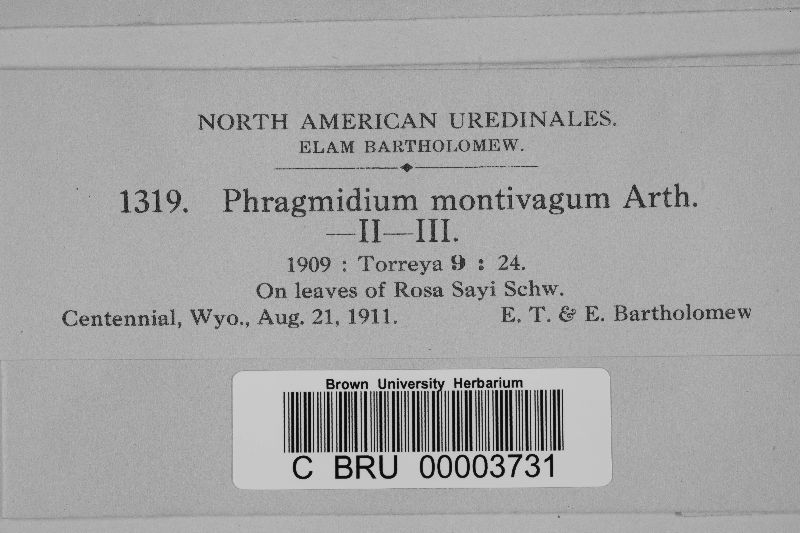 NORTH AMERICAN UREDINALES.
ELAM BARTHOLOMEW.
1319. Phragmidium montivagum Arth.
—II—III.
1909 : Torreya 9 : 24.
On leaves of Rosa Sayi Schw.
Centennial, Wyo., Aug. 21, 1911. E. T. & E. Bartholomew
Brown University Herbarium
C BRU 00003731